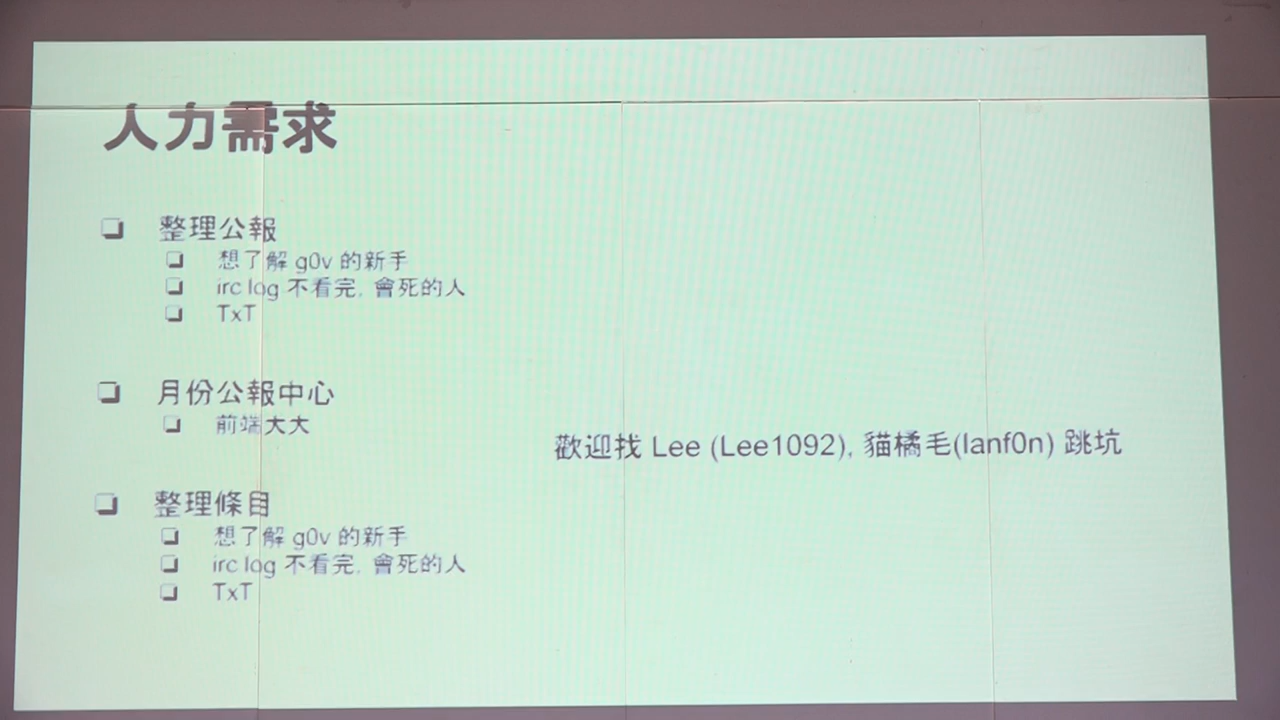 人力需求
整理公報
想了解 g0v 的新手
irc log 不看完, 會死的人
TxT
月份公報中心
前端大大
歡迎找 Lee (Lee1092), 貓橘毛(lanf0n) 跳坑
整理條目
想了解 g0v 的新手
irc log 不看完, 會死的人
TxT